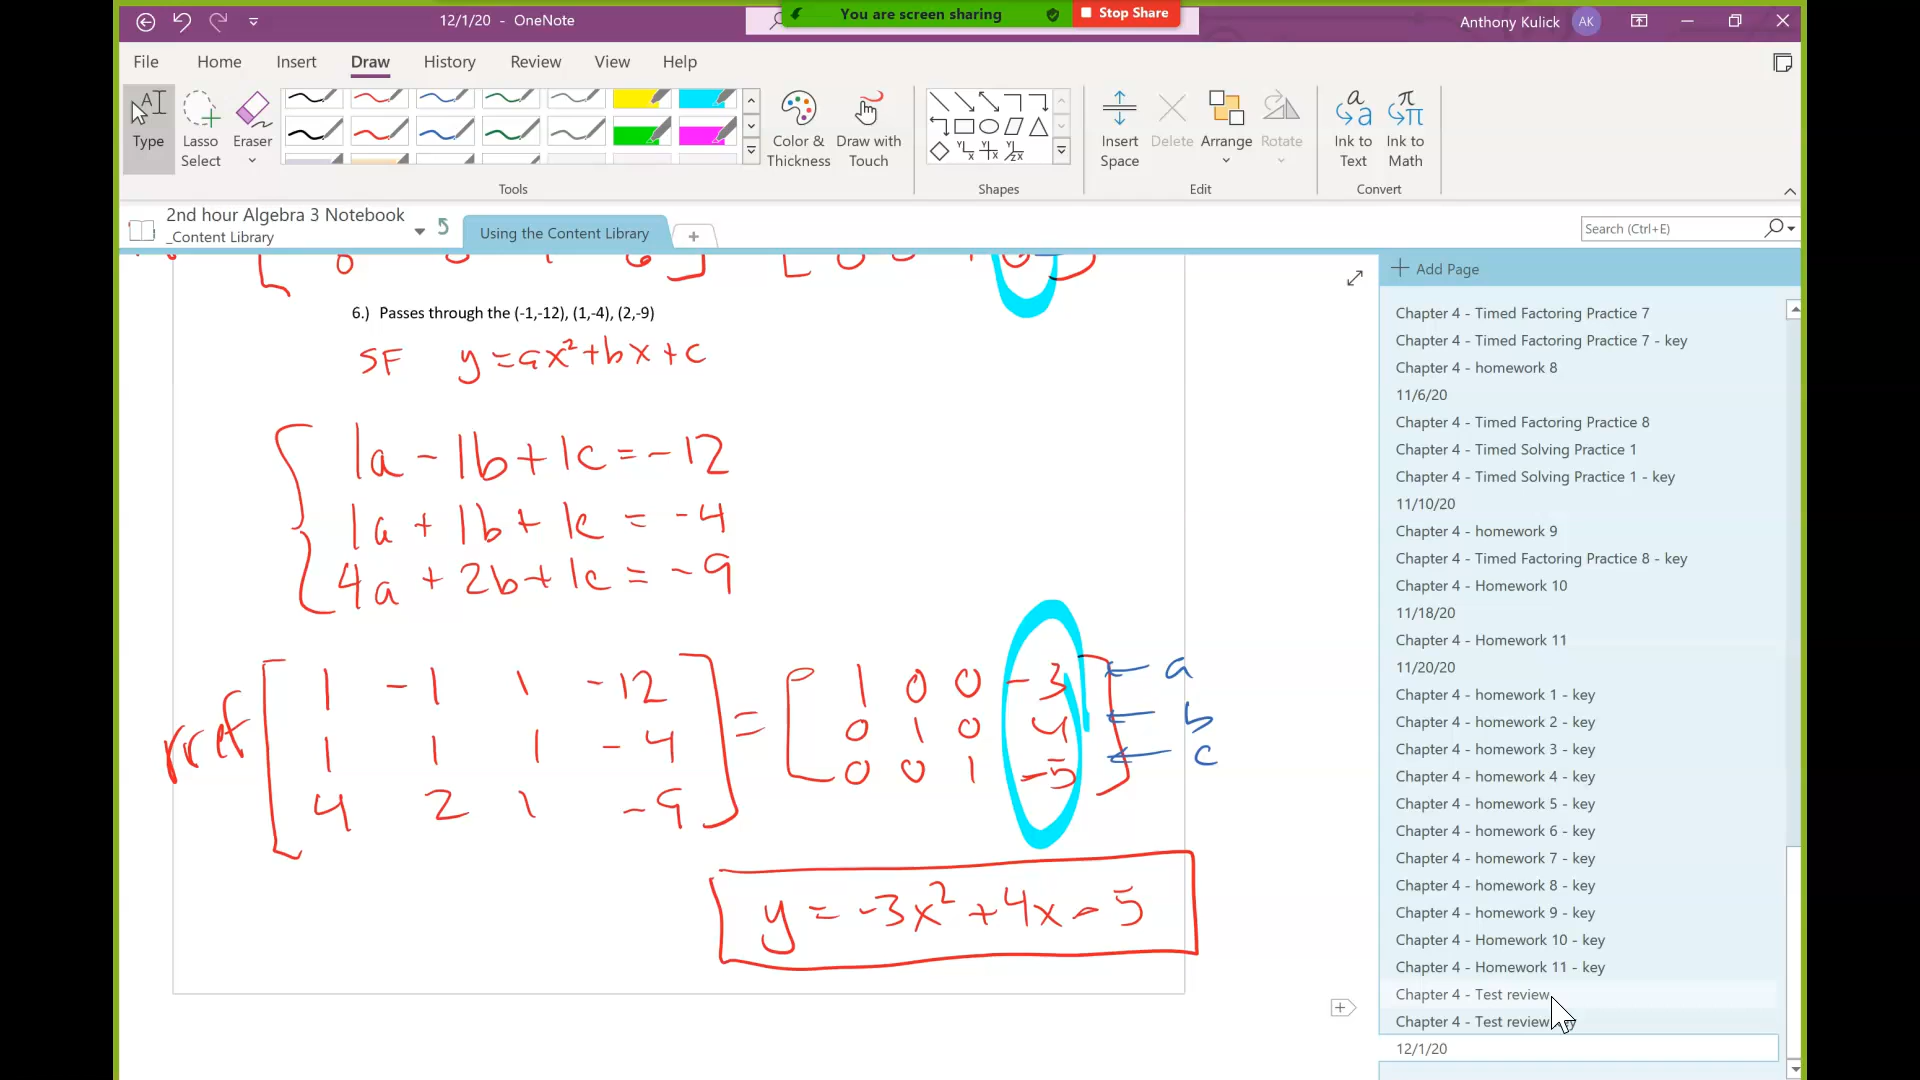 12/1/20 - OneNote
You are screen sharing
Stop Share
Anthony Kulick
AK
File
Home
Insert
Draw
History
Review
View
Help
Type
Lasso Select
Eraser
Color & Thickness
Draw with Touch
Insert Space
Delete
Arrange
Rotate
Ink to Text
Ink to Math
Tools
Shapes
Edit
Convert
2nd hour Algebra 3 Notebook
_Content Library
Using the Content Library
Search (Ctrl+E)
Add Page
6.) Passes through the (-1,-12), (1,-4), (2,-9)
SF y = ax² + bx + c
1a - 1b + 1c = -12
1a + 1b + 1c = -4
4a + 2b + 1c = -9
rref [ 1 -1 1 -12 ] = [ 1 0 0 -3 ] ← a
1 1 1 -4 0 1 0 4 ← b
4 2 1 -9 0 0 1 -5 ← c
y = -3x² + 4x - 5
Chapter 4 - Timed Factoring Practice 7
Chapter 4 - Timed Factoring Practice 7 - key
Chapter 4 - homework 8
11/6/20
Chapter 4 - Timed Factoring Practice 8
Chapter 4 - Timed Solving Practice 1
Chapter 4 - Timed Solving Practice 1 - key
11/10/20
Chapter 4 - homework 9
Chapter 4 - Timed Factoring Practice 8 - key
Chapter 4 - Homework 10
11/18/20
Chapter 4 - Homework 11
11/20/20
Chapter 4 - homework 1 - key
Chapter 4 - homework 2 - key
Chapter 4 - homework 3 - key
Chapter 4 - homework 4 - key
Chapter 4 - homework 5 - key
Chapter 4 - homework 6 - key
Chapter 4 - homework 7 - key
Chapter 4 - homework 8 - key
Chapter 4 - homework 9 - key
Chapter 4 - Homework 10 - key
Chapter 4 - Homework 11 - key
Chapter 4 - Test review
Chapter 4 - Test review
12/1/20